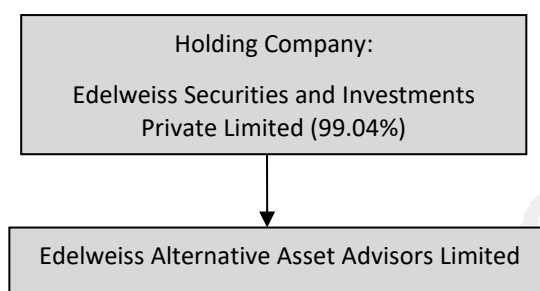 Holding Company:
Edelweiss Securities and Investments
Private Limited (99.04%)
Edelweiss Alternative Asset Advisors Limited